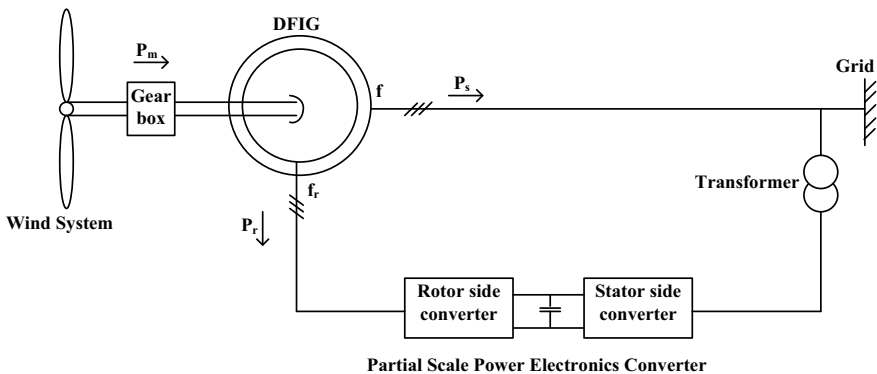 DFIG
Pm
Gear
box
f
Ps
Grid
Wind System
fr
Pr
Transformer
Rotor side
converter
Stator side
converter
Partial Scale Power Electronics Converter